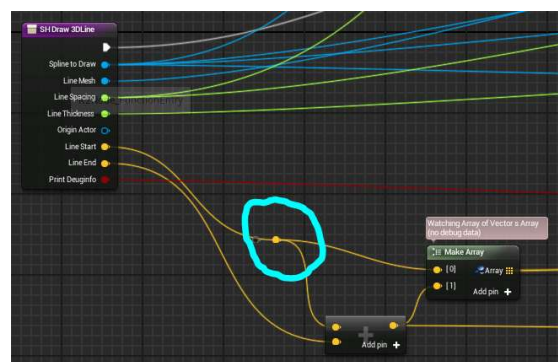 SH Draw 3DLine
Spline to Draw
Line Mesh
Line Spacing
Line Thickness
Origin Actor
Line Start
Line End
Print Deuginfo
Watching Array of Vector s Array
(no debug data)
Make Array
[0] Array
[1] Add pin +
Add pin +